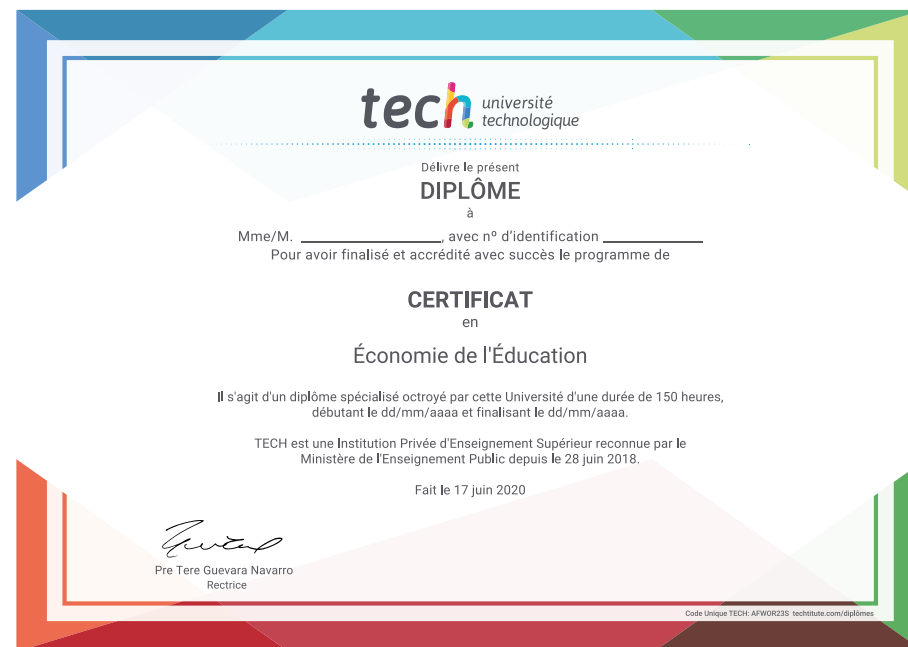 tech université
technologique
Délivre le présent
DIPLÔME
à
Mme/M. ____________________, avec nº d'identification ______________
Pour avoir finalisé et accrédité avec succès le programme de
CERTIFICAT
en
Économie de l'Éducation
Il s'agit d'un diplôme spécialisé octroyé par cette Université d'une durée de 150 heures,
débutant le dd/mm/aaaa et finalisant le dd/mm/aaaa.
TECH est une Institution Privée d'Enseignement Supérieur reconnue par le
Ministère de l'Enseignement Public depuis le 28 juin 2018.
Fait le 17 juin 2020
Pre Tere Guevara Navarro
Rectrice
Code Unique TECH: AFWOR23S techtitute.com/diplômes